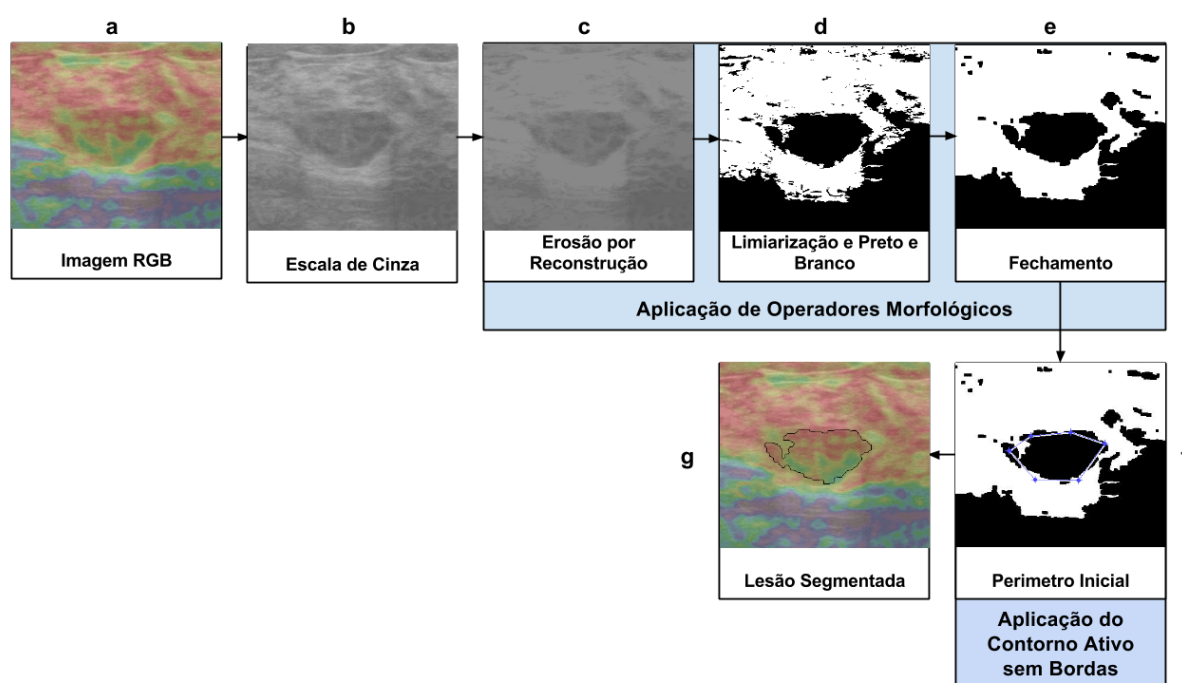 a
b
c
d
e
Imagem RGB
Escala de Cinza
Erosão por
Reconstrução
Limiarização e Preto e
Branco
Fechamento
Aplicação de Operadores Morfológicos
g
Lesão Segmentada
Perimetro Inicial
Aplicação do
Contorno Ativo
sem Bordas